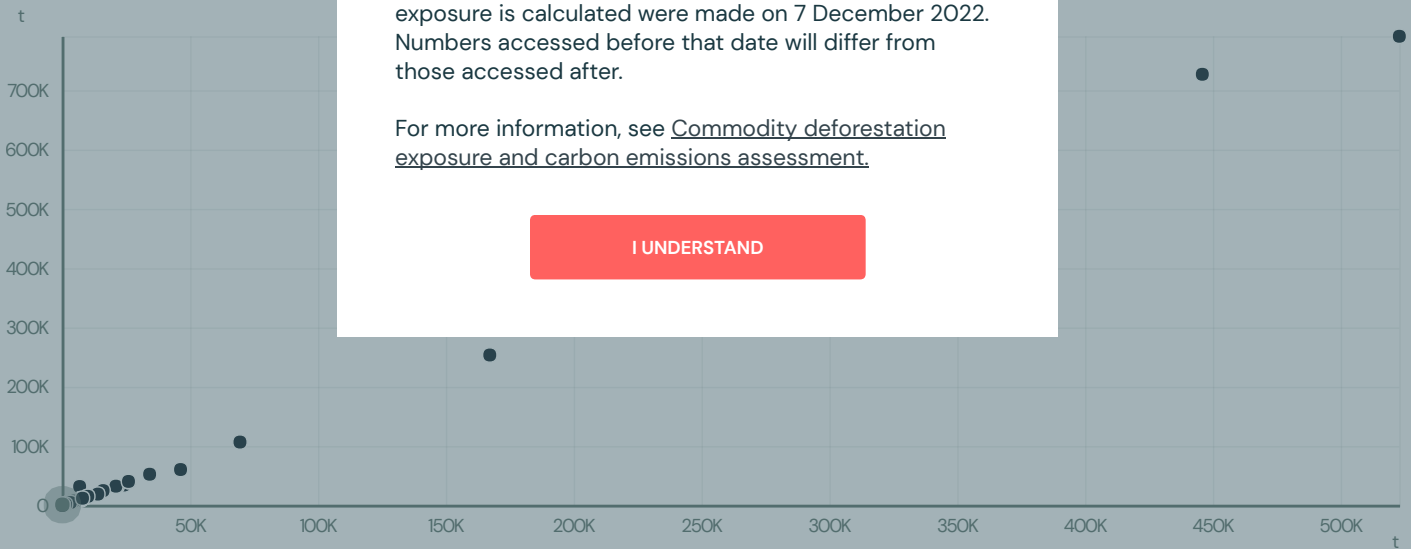 t
exposure is calculated were made on 7 December 2022.
Numbers accessed before that date will differ from
those accessed after.
For more information, see Commodity deforestation
exposure and carbon emissions assessment.
I UNDERSTAND
700K
600K
500K
400K
300K
200K
100K
0
50K
100K
150K
200K
250K
300K
350K
400K
450K
500K
t